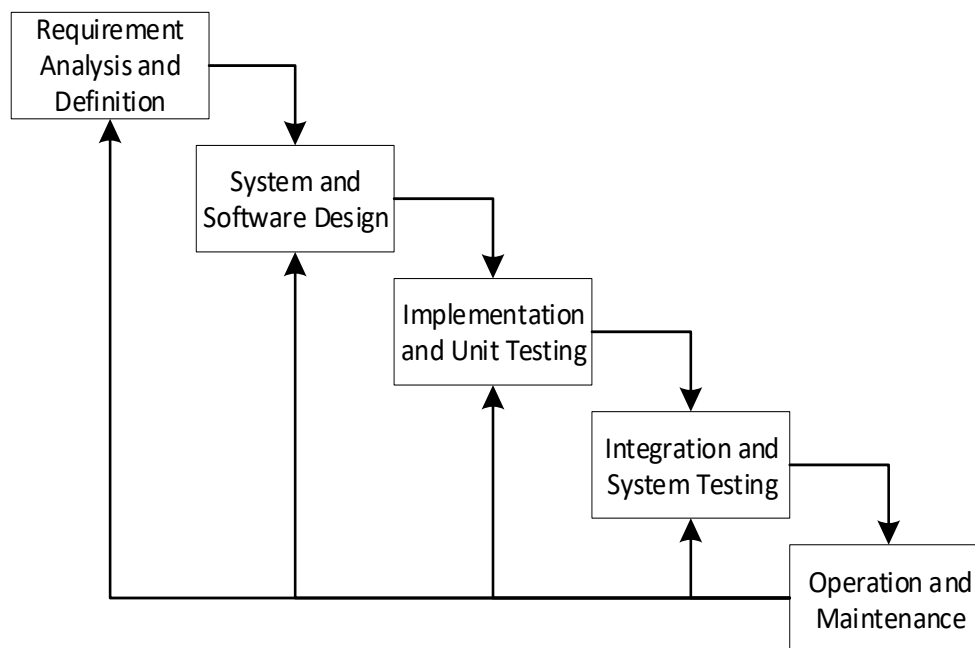 Requirement
Analysis and
Definition
System and
Software Design
Implementation
and Unit Testing
Integration and
System Testing
Operation and
Maintenance